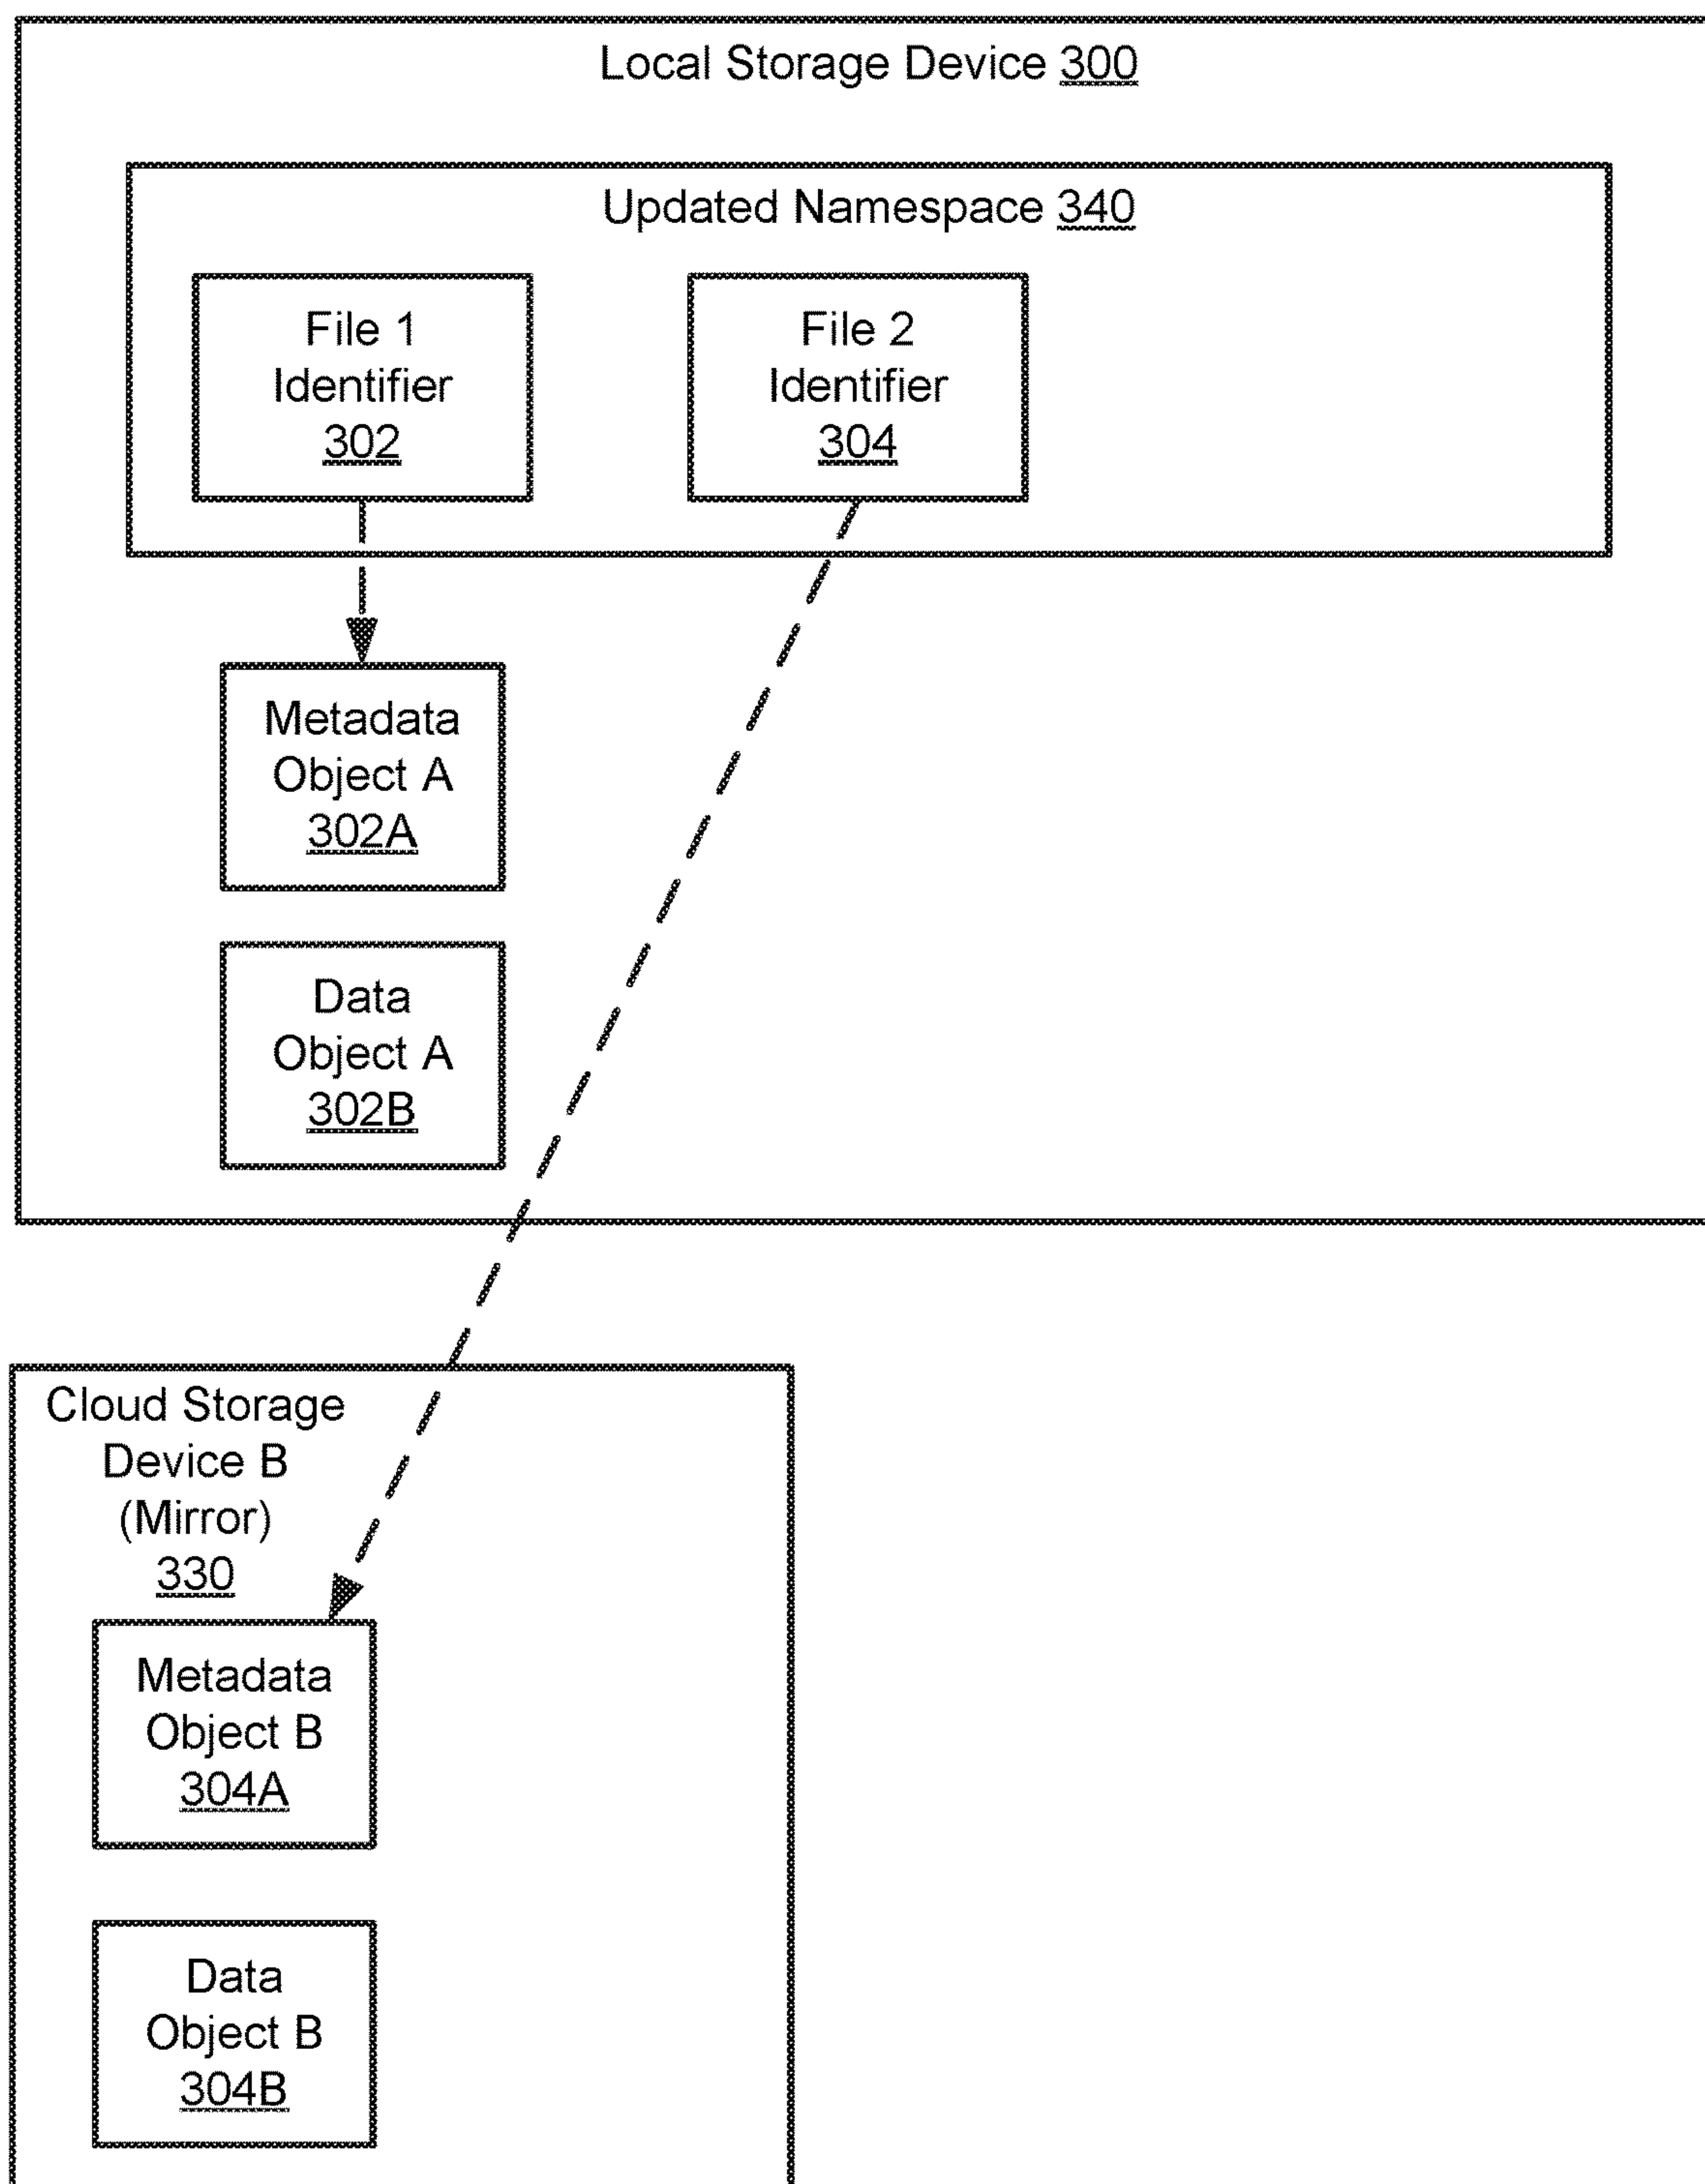 Local Storage Device 300
Updated Namespace 340
File 1
Identifier
302
File 2
Identifier
304
Metadata
Object A
302A
Data
Object A
302B
Cloud Storage
Device B
(Mirror)
330
Metadata
Object B
304A
Data
Object B
304B